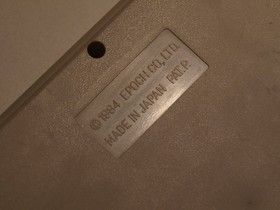 ©1984 EPOCH CO., LTD.
MADE IN JAPAN PAT.P.